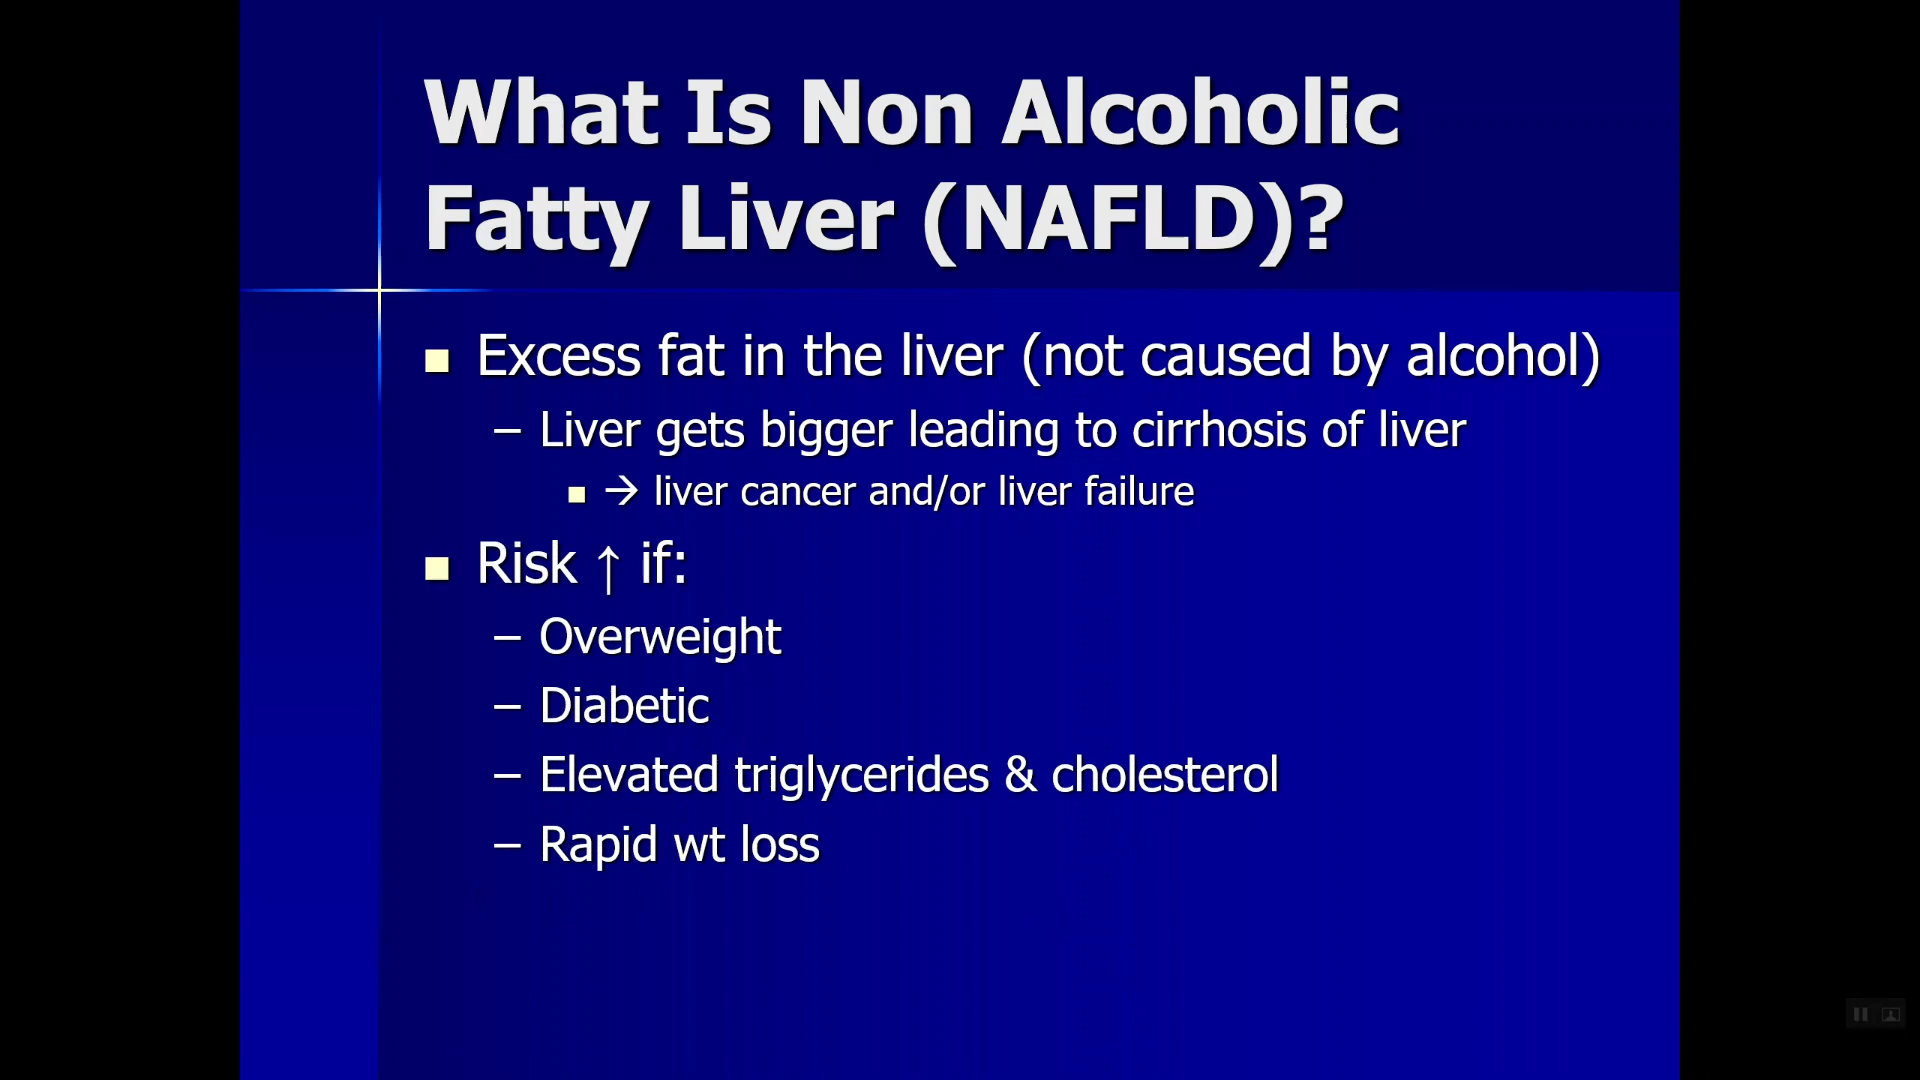 What Is Non Alcoholic
Fatty Liver (NAFLD)?
■ Excess fat in the liver (not caused by alcohol)
– Liver gets bigger leading to cirrhosis of liver
■ → liver cancer and/or liver failure
■ Risk ↑ if:
– Overweight
– Diabetic
– Elevated triglycerides & cholesterol
– Rapid wt loss